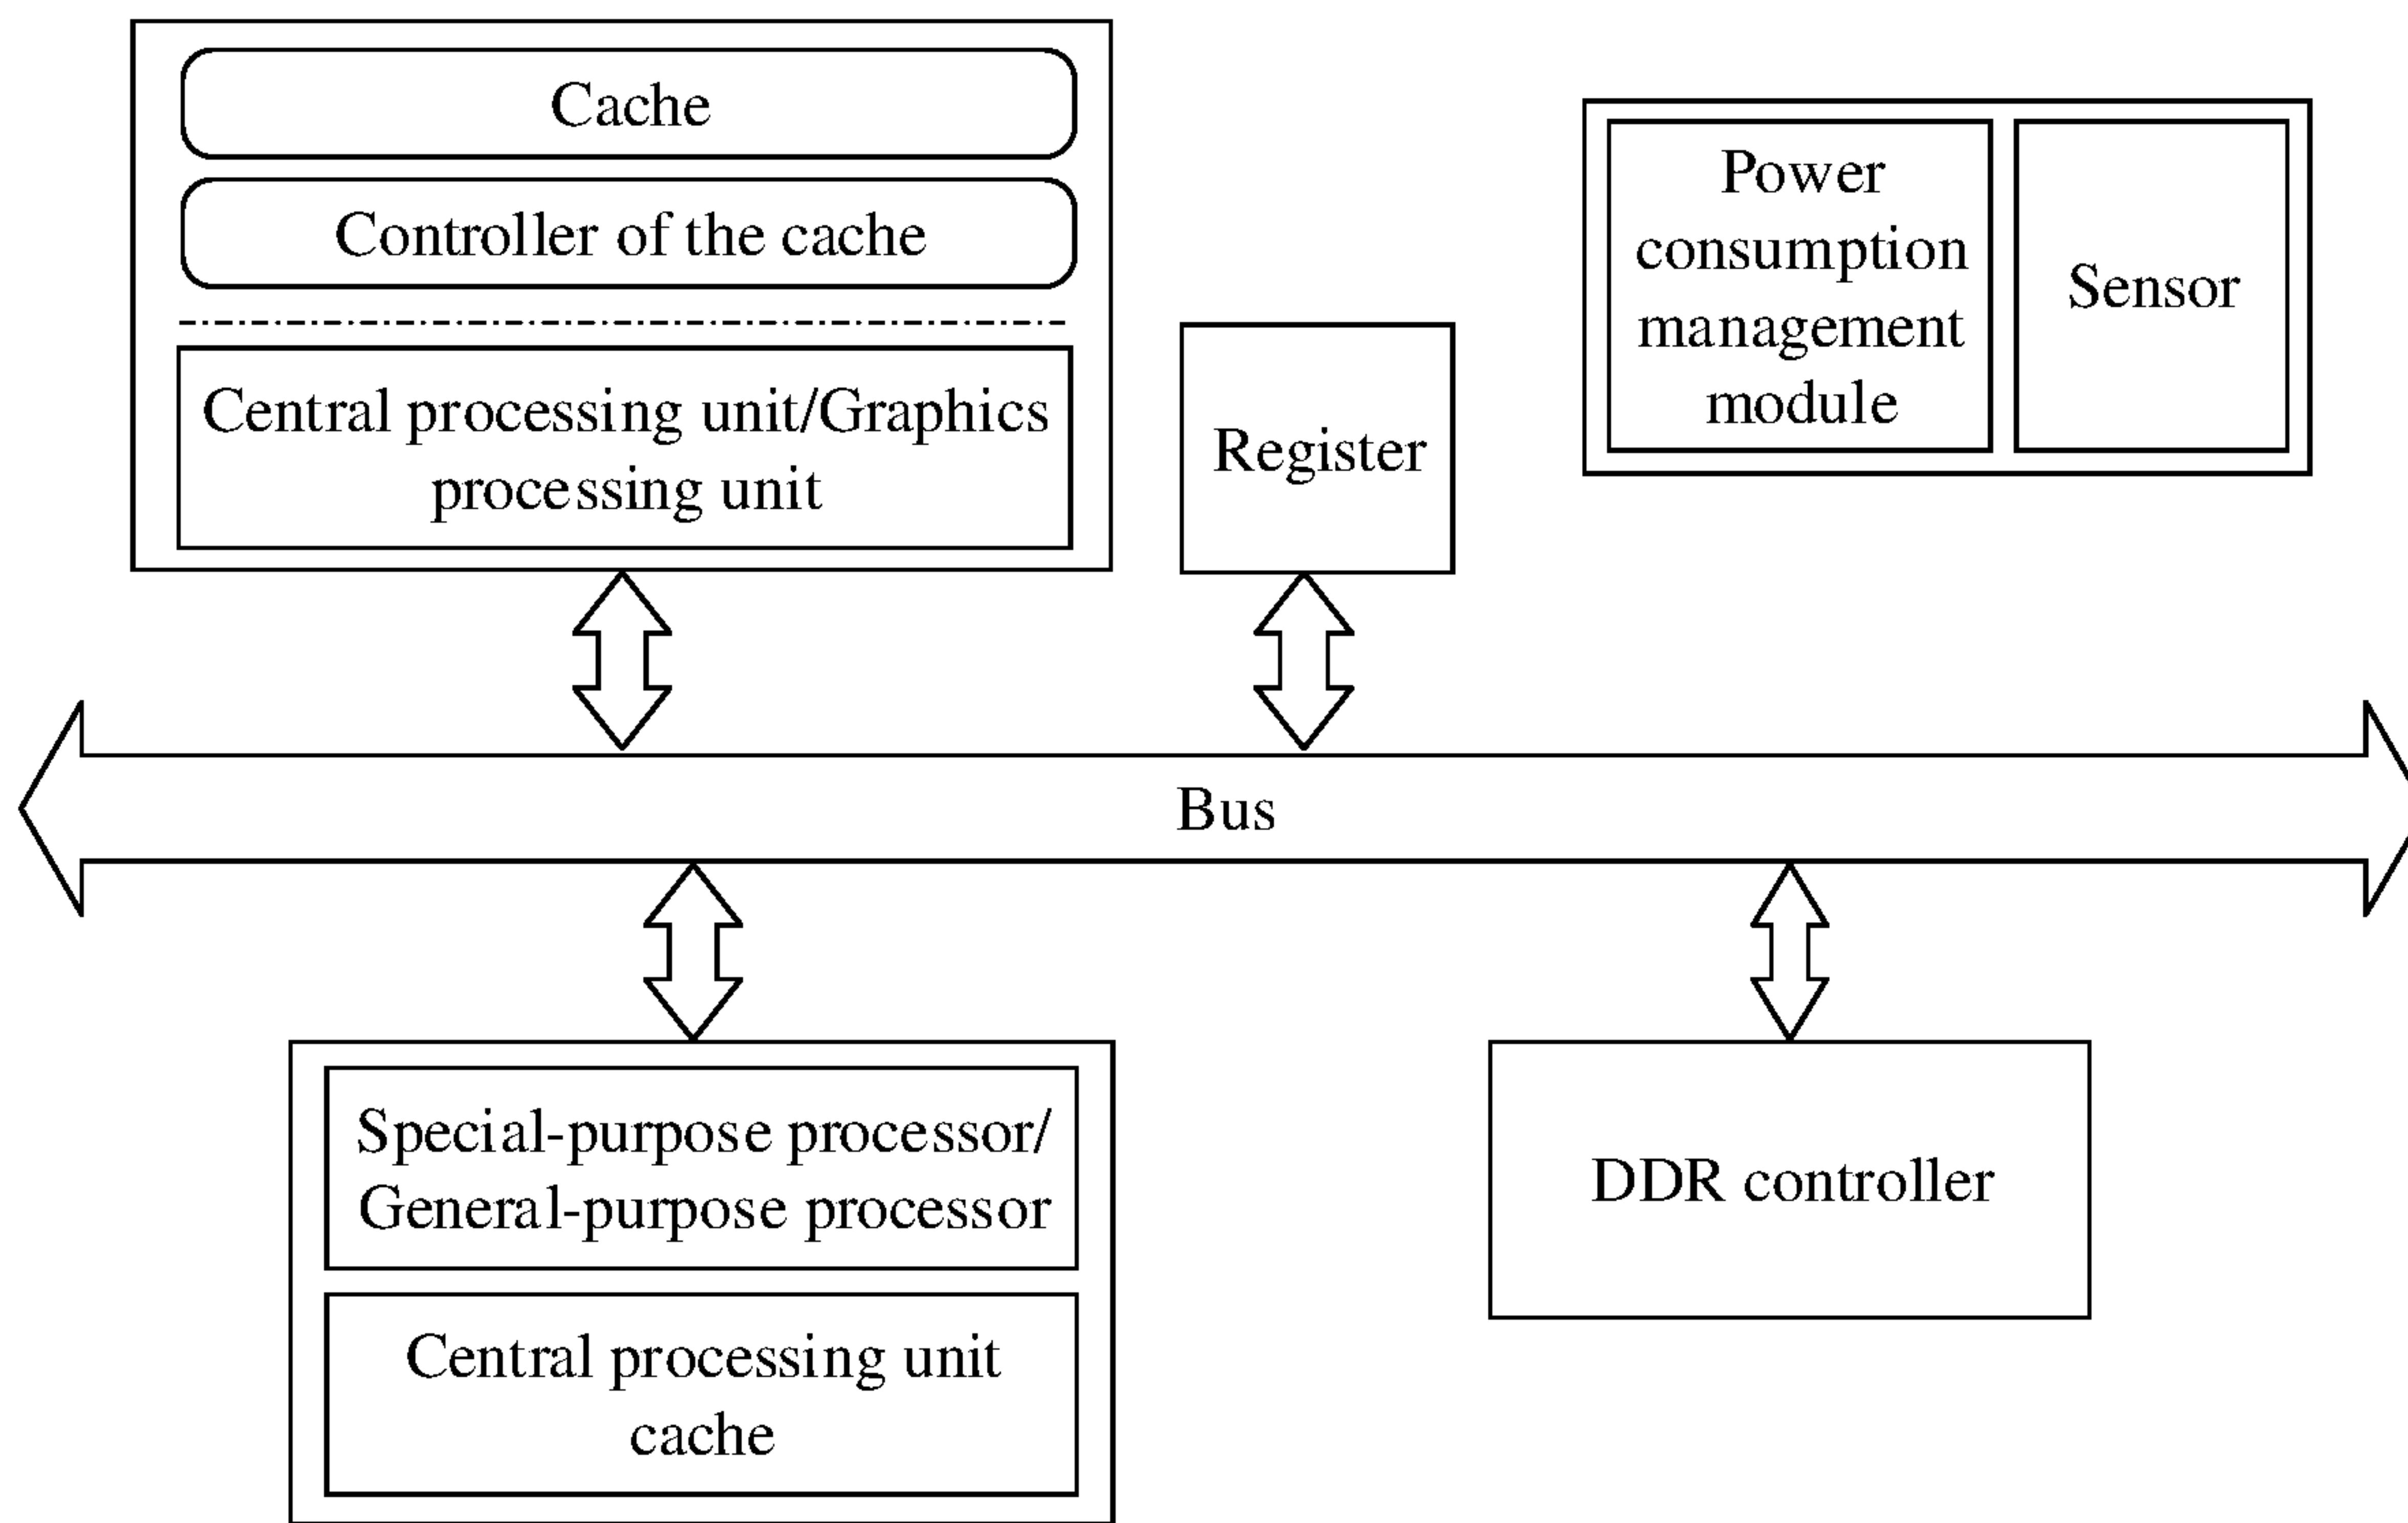 Cache
Controller of the cache
Central processing unit/Graphics
processing unit
Register
Power
consumption
management
module
Sensor
Bus
Special-purpose processor/
General-purpose processor
Central processing unit
cache
DDR controller